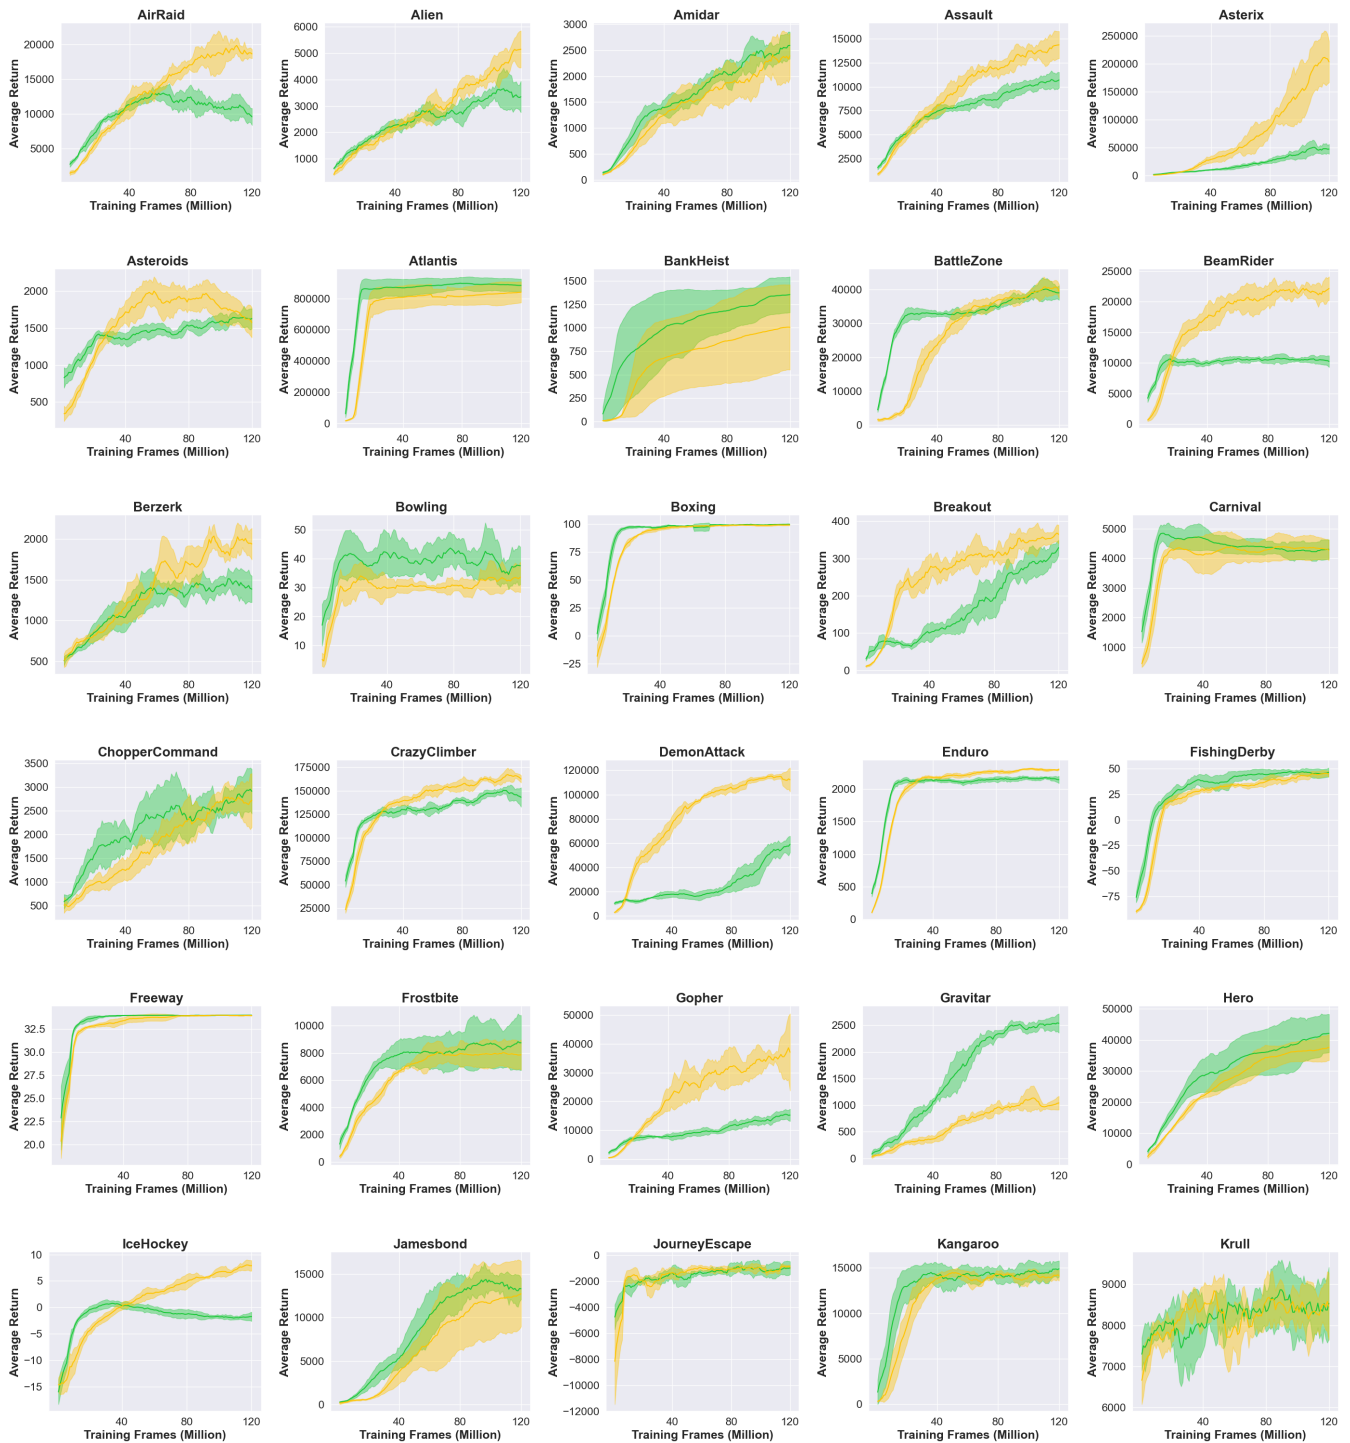 AirRaid
Alien
Amidar
Assault
Asterix
20000
15000
10000
5000
40 80 120
Average Return
Training Frames (Million)
6000
5000
4000
3000
2000
1000
40 80 120
Average Return
Training Frames (Million)
3000
2500
2000
1500
1000
500
0
40 80 120
Average Return
Training Frames (Million)
15000
12500
10000
7500
5000
2500
40 80 120
Average Return
Training Frames (Million)
250000
200000
150000
100000
50000
0
40 80 120
Average Return
Training Frames (Million)
Asteroids
Atlantis
BankHeist
BattleZone
BeamRider
2000
1500
1000
500
40 80 120
Average Return
Training Frames (Million)
800000
600000
400000
200000
0
40 80 120
Average Return
Training Frames (Million)
1500
1250
1000
750
500
250
0
40 80 120
Average Return
Training Frames (Million)
40000
30000
20000
10000
0
40 80 120
Average Return
Training Frames (Million)
25000
20000
15000
10000
5000
0
40 80 120
Average Return
Training Frames (Million)
Berzerk
Bowling
Boxing
Breakout
Carnival
2000
1500
1000
500
40 80 120
Average Return
Training Frames (Million)
50
40
30
20
10
40 80 120
Average Return
Training Frames (Million)
100
75
50
25
0
−25
40 80 120
Average Return
Training Frames (Million)
400
300
200
100
0
40 80 120
Average Return
Training Frames (Million)
5000
4000
3000
2000
1000
40 80 120
Average Return
Training Frames (Million)
ChopperCommand
CrazyClimber
DemonAttack
Enduro
FishingDerby
3500
3000
2500
2000
1500
1000
500
40 80 120
Average Return
Training Frames (Million)
175000
150000
125000
100000
75000
50000
25000
40 80 120
Average Return
Training Frames (Million)
120000
100000
80000
60000
40000
20000
0
40 80 120
Average Return
Training Frames (Million)
2000
1500
1000
500
0
40 80 120
Average Return
Training Frames (Million)
50
25
0
−25
−50
−75
40 80 120
Average Return
Training Frames (Million)
Freeway
Frostbite
Gopher
Gravitar
Hero
32.5
30.0
27.5
25.0
22.5
20.0
40 80 120
Average Return
Training Frames (Million)
10000
8000
6000
4000
2000
0
40 80 120
Average Return
Training Frames (Million)
50000
40000
30000
20000
10000
0
40 80 120
Average Return
Training Frames (Million)
2500
2000
1500
1000
500
0
40 80 120
Average Return
Training Frames (Million)
50000
40000
30000
20000
10000
0
40 80 120
Average Return
Training Frames (Million)
IceHockey
Jamesbond
JourneyEscape
Kangaroo
Krull
10
5
0
−5
−10
−15
40 80 120
Average Return
Training Frames (Million)
15000
10000
5000
0
40 80 120
Average Return
Training Frames (Million)
0
−2000
−4000
−6000
−8000
−10000
−12000
40 80 120
Average Return
Training Frames (Million)
15000
10000
5000
0
40 80 120
Average Return
Training Frames (Million)
9000
8000
7000
6000
40 80 120
Average Return
Training Frames (Million)